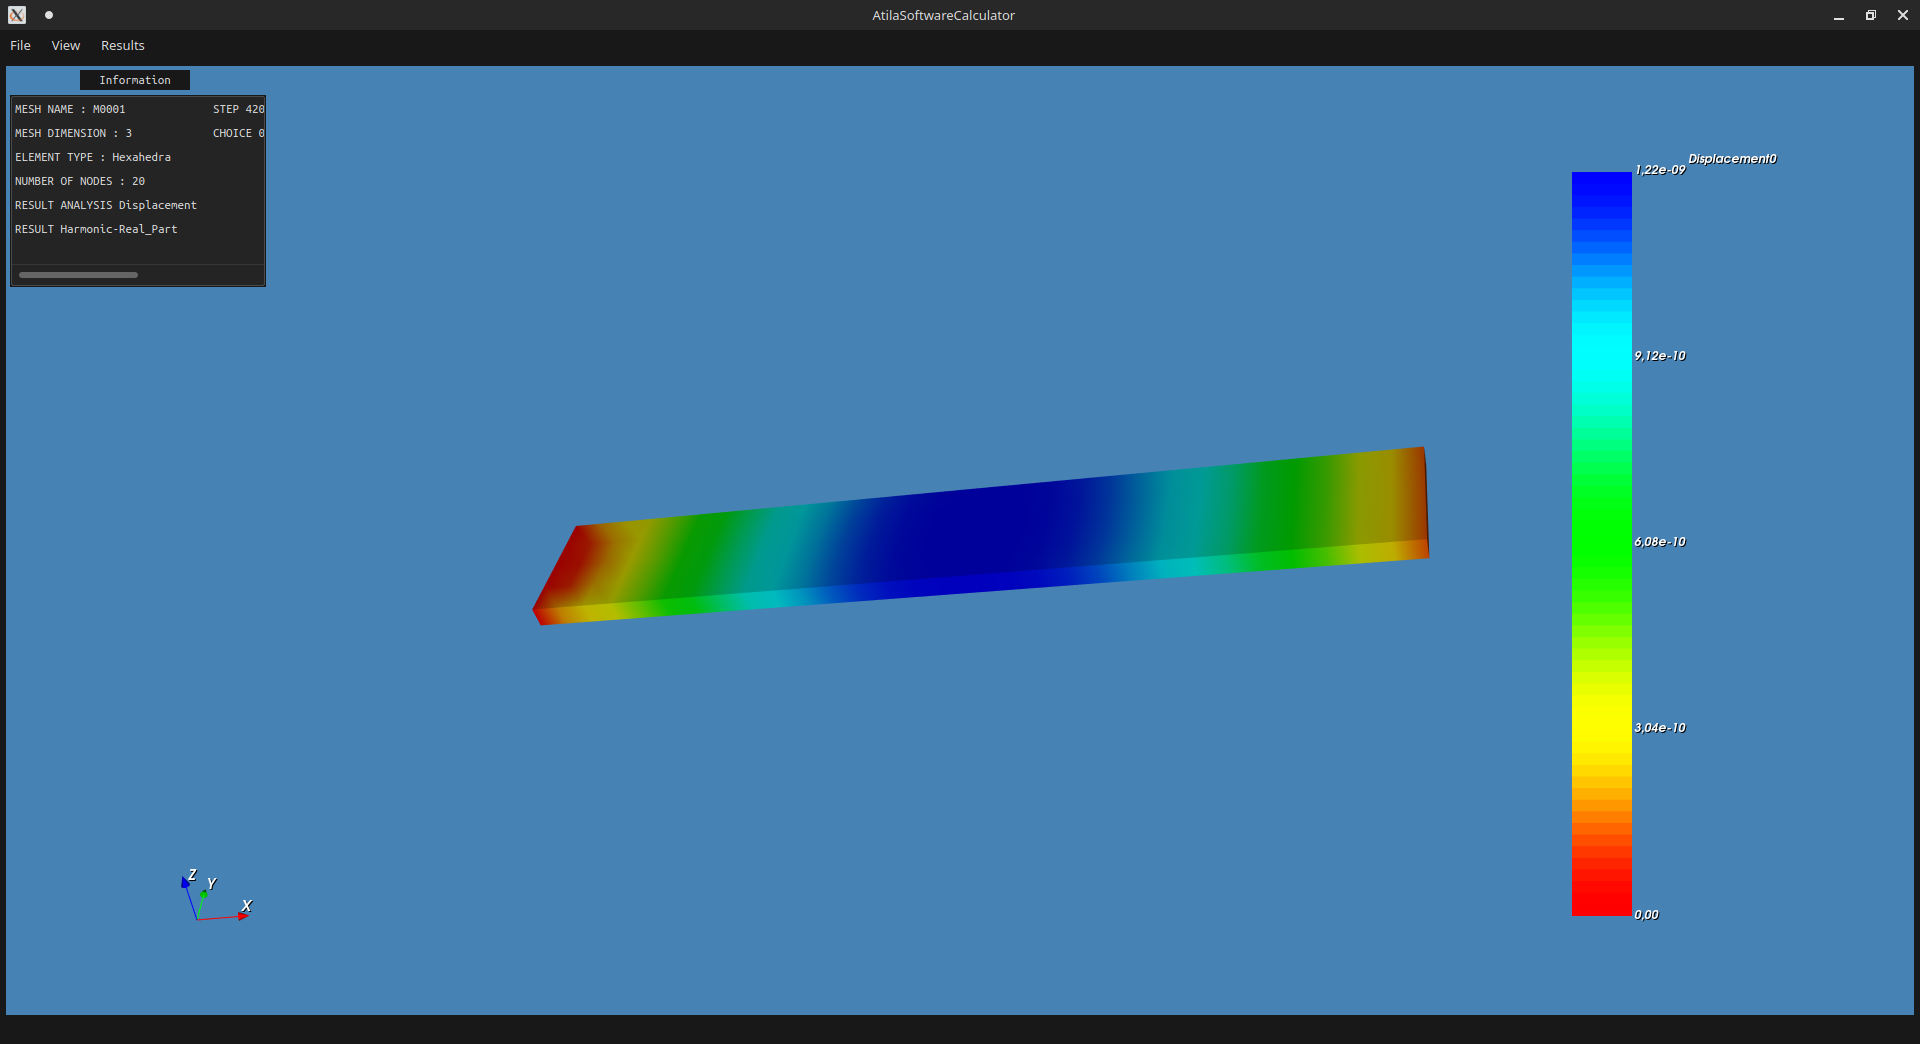 AtilaSoftwareCalculator
File View Results
Information
MESH NAME : M0001 STEP 420
MESH DIMENSION : 3 CHOICE 0
ELEMENT TYPE : Hexahedra
NUMBER OF NODES : 20
RESULT ANALYSIS Displacement
RESULT Harmonic-Real_Part
Displacement0
1,22e-09
9,12e-10
6,08e-10
3,04e-10
0,00
Z
Y
X